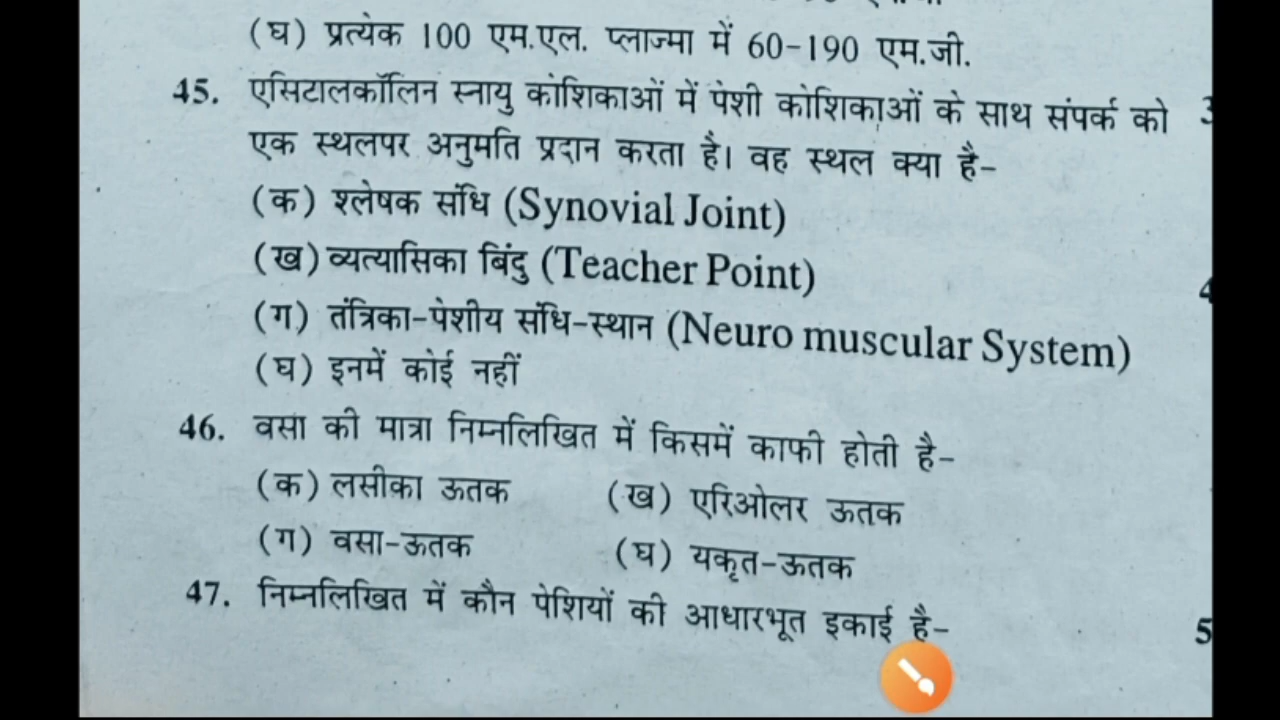 (घ) प्रत्येक 100 एम.एल. प्लाज्मा में 60-190 एम.जी.
45. एसिटालकॉलिन स्नायु कोशिकाओं में पेशी कोशिकाओं के साथ संपर्क को
एक स्थलपर अनुमति प्रदान करता है। वह स्थल क्या है-
(क) श्लेषक संधि (Synovial Joint)
(ख) व्यत्यासिका बिंदु (Teacher Point)
(ग) तंत्रिका-पेशीय संधि-स्थान (Neuro muscular System)
(घ) इनमें कोई नहीं
46. वसा की मात्रा निम्नलिखित में किसमें काफी होती है-
(क) लसीका ऊतक (ख) एरिओलर ऊतक
(ग) वसा-ऊतक (घ) यकृत-ऊतक
47. निम्नलिखित में कौन पेशियों की आधारभूत इकाई है-
5